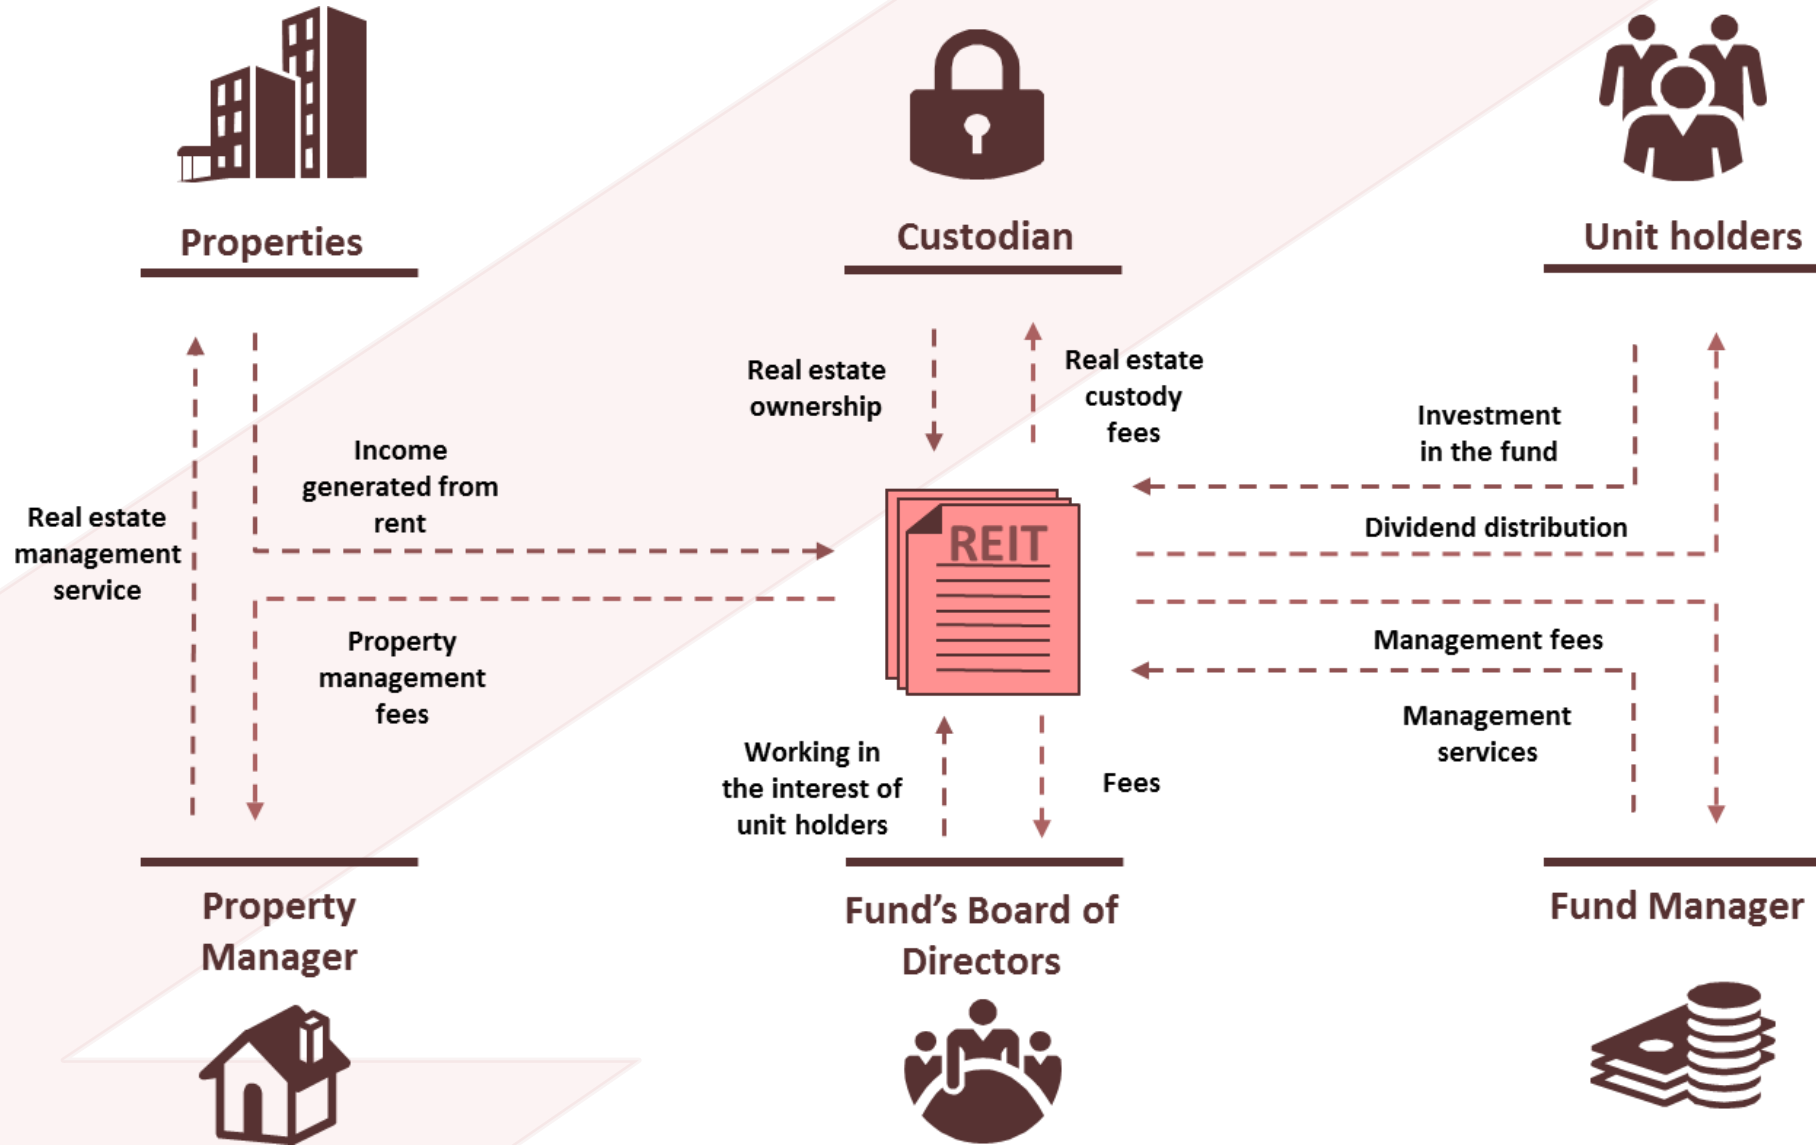 Properties
Custodian
Unit holders
Real estate
ownership
Real estate
custody
fees
Investment
in the fund
Income
generated from
rent
Real estate
management
service
REIT
Dividend distribution
Property
management
fees
Management fees
Management
services
Working in
the interest of
unit holders
Fees
Property
Manager
Fund's Board of
Directors
Fund Manager